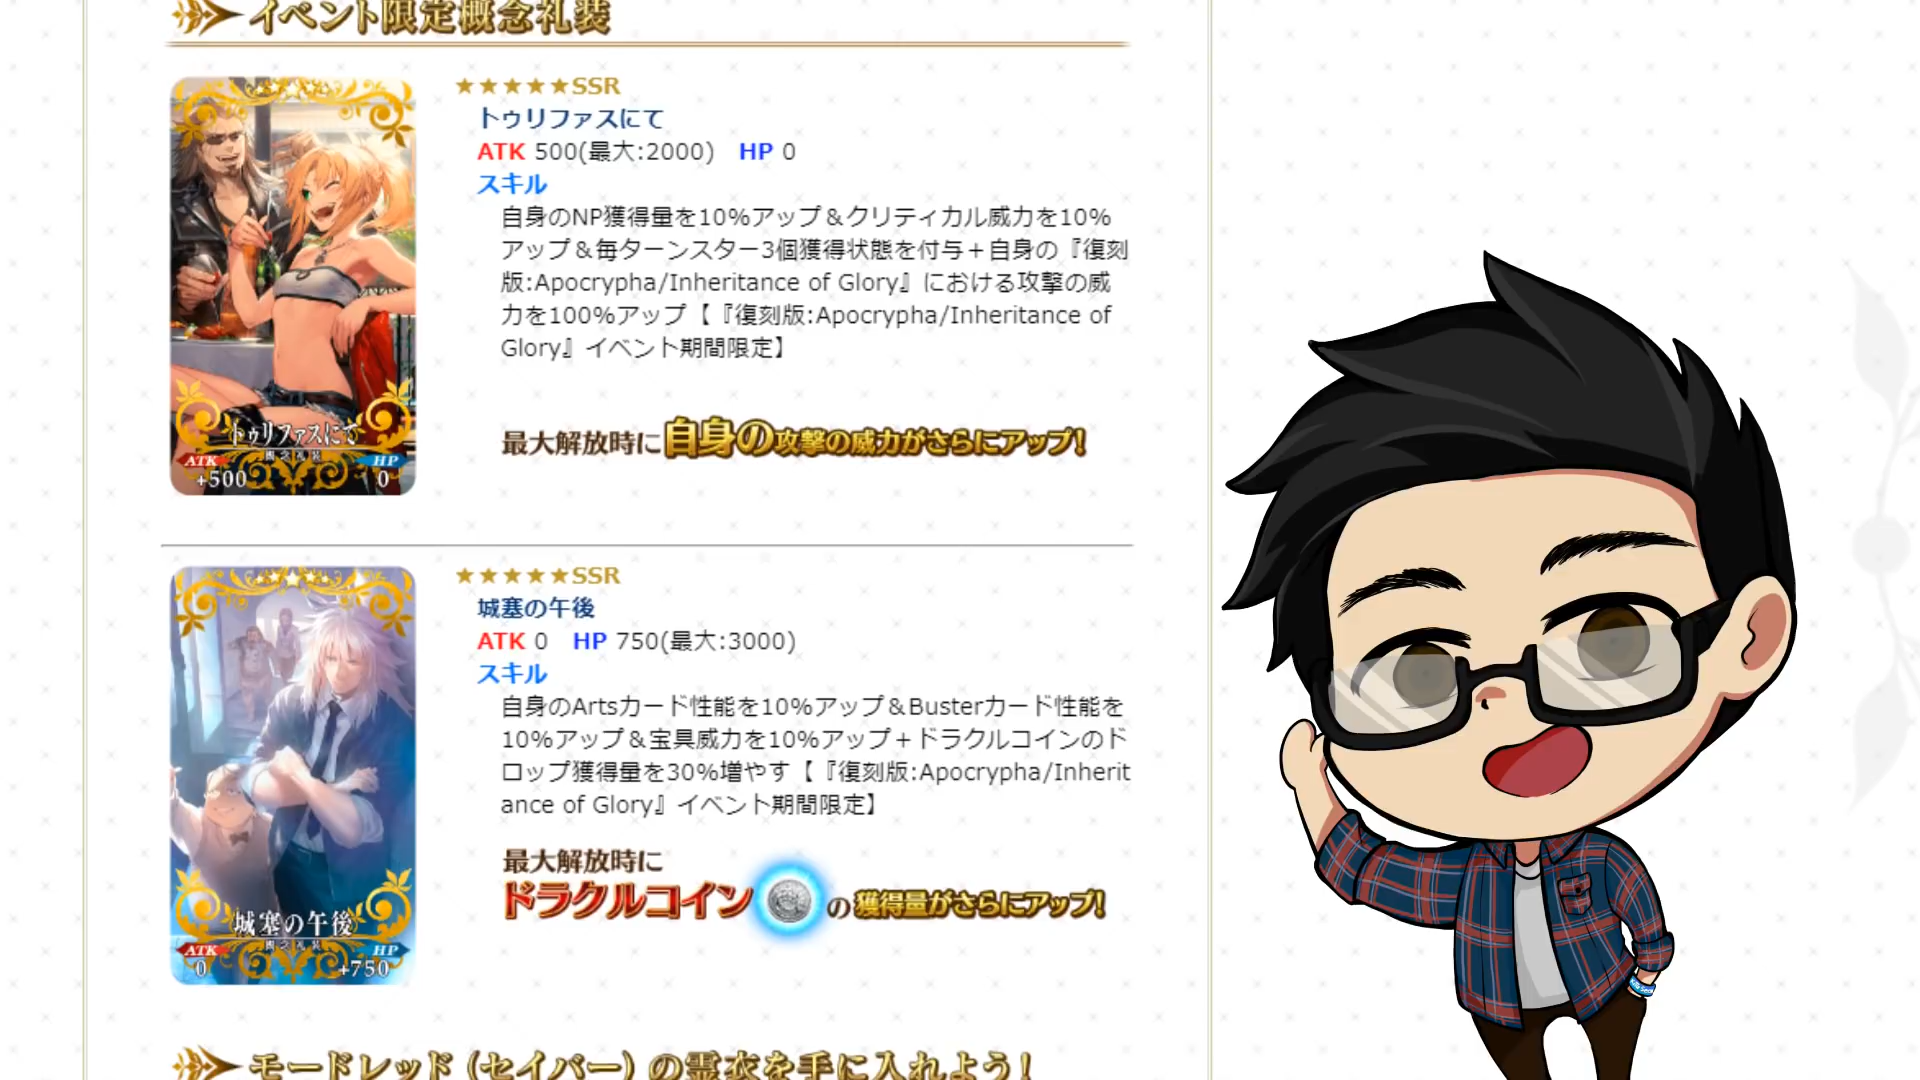 イベント限定概念礼装
★★★★★SSR
トゥリファスにて
ATK 500(最大:2000) HP 0
スキル
自身のNP獲得量を10%アップ＆クリティカル威力を10%
アップ＆毎ターンスター3個獲得状態を付与＋自身の『復刻
版:Apocrypha/Inheritance of Glory』における攻撃の威
力を100%アップ【『復刻版:Apocrypha/Inheritance of
Glory』イベント期間限定】
最大解放時に自身の攻撃の威力がさらにアップ!
トゥリファスにて
概念礼装
ATK
+500
HP
0
★★★★★SSR
城塞の午後
ATK 0 HP 750(最大:3000)
スキル
自身のArtsカード性能を10%アップ＆Busterカード性能を
10%アップ＆宝具威力を10%アップ＋ドラクルコインのド
ロップ獲得量を30%増やす【『復刻版:Apocrypha/Inherit
ance of Glory』イベント期間限定】
最大解放時に
ドラクルコインの獲得量がさらにアップ!
城塞の午後
概念礼装
ATK
0
HP
+750
モードレッド(セイバー)の霊衣を手に入れよう!